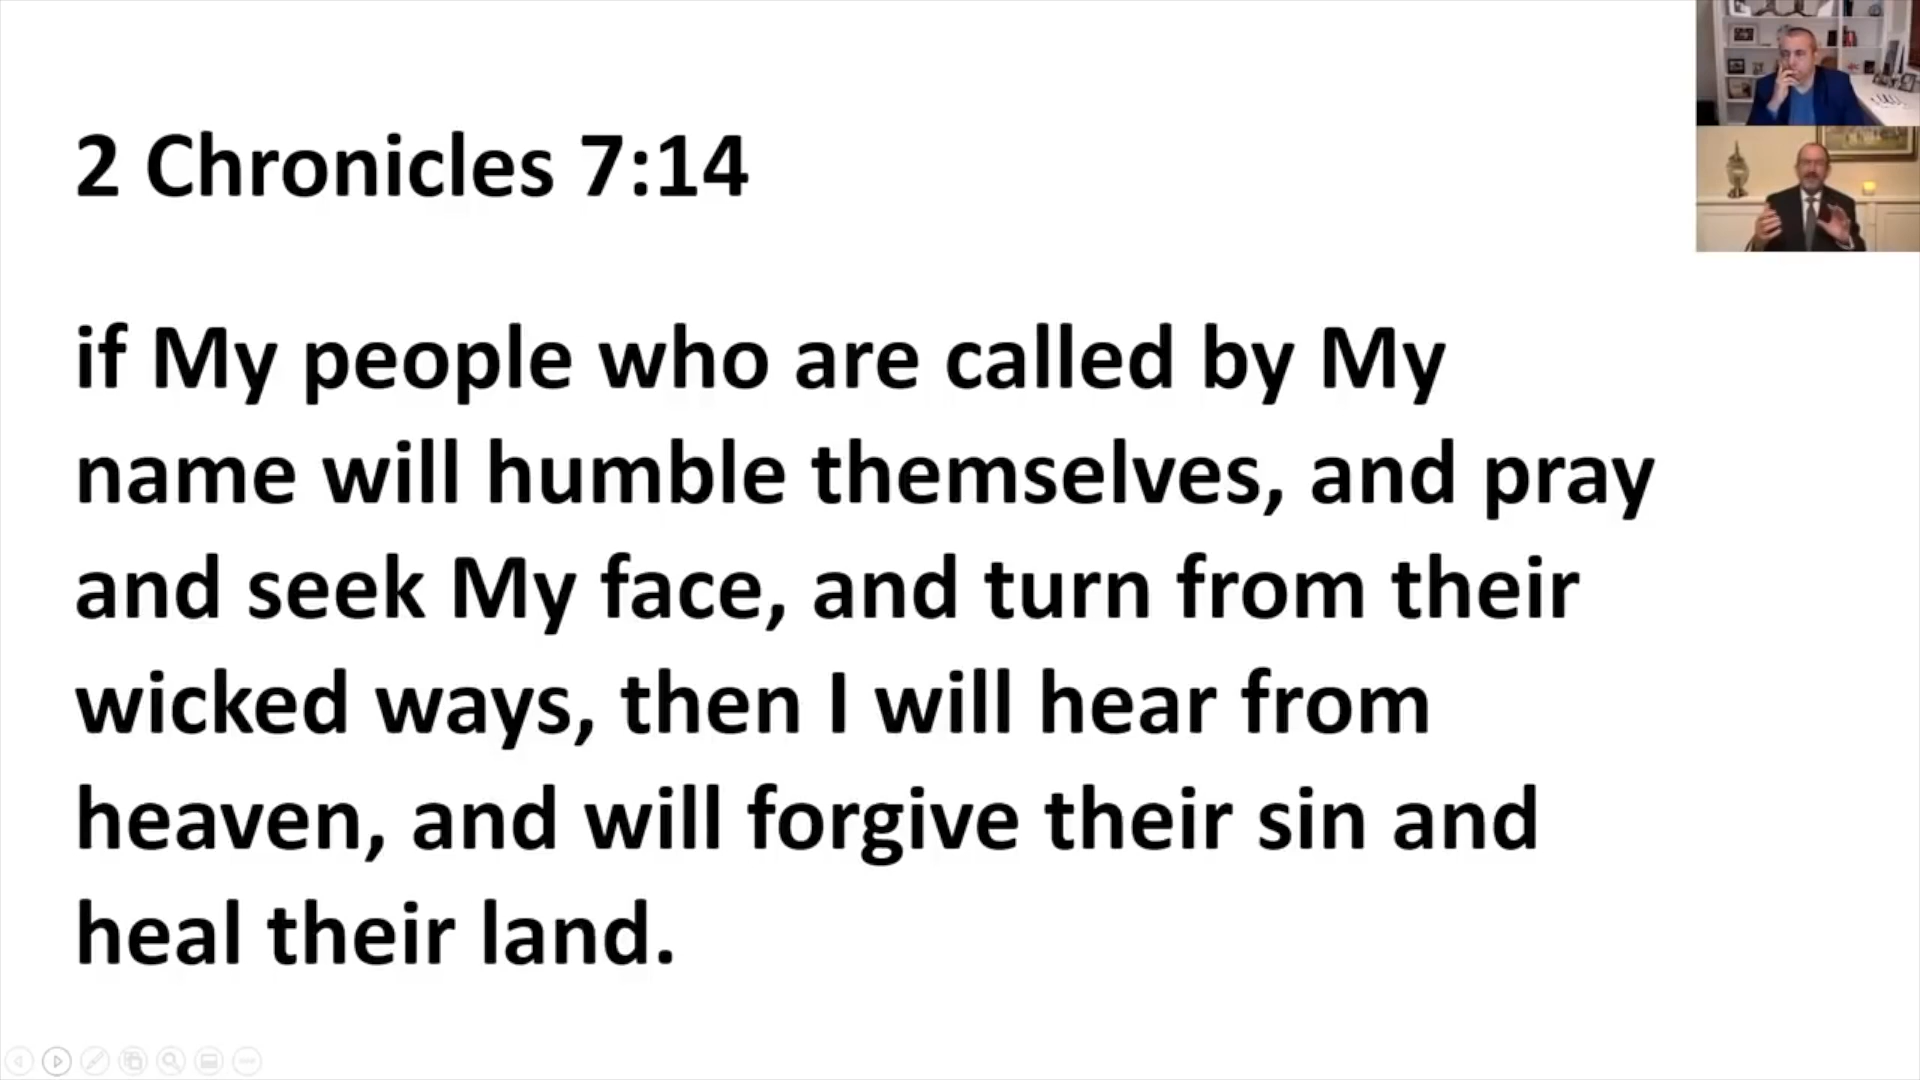 2 Chronicles 7:14
if My people who are called by My
name will humble themselves, and pray
and seek My face, and turn from their
wicked ways, then I will hear from
heaven, and will forgive their sin and
heal their land.